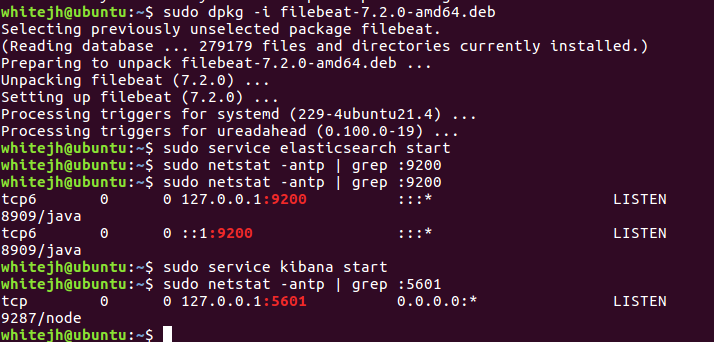 whitejh@ubuntu:~$ sudo dpkg -i filebeat-7.2.0-amd64.deb
Selecting previously unselected package filebeat.
(Reading database ... 279179 files and directories currently installed.)
Preparing to unpack filebeat-7.2.0-amd64.deb ...
Unpacking filebeat (7.2.0) ...
Setting up filebeat (7.2.0) ...
Processing triggers for systemd (229-4ubuntu21.4) ...
Processing triggers for ureadahead (0.100.0-19) ...
whitejh@ubuntu:~$ sudo service elasticsearch start
whitejh@ubuntu:~$ sudo netstat -antp | grep :9200
whitejh@ubuntu:~$ sudo netstat -antp | grep :9200
tcp6       0      0 127.0.0.1:9200          :::*                    LISTEN
8909/java
tcp6       0      0 ::1:9200                :::*                    LISTEN
8909/java
whitejh@ubuntu:~$ sudo service kibana start
whitejh@ubuntu:~$ sudo netstat -antp | grep :5601
tcp        0      0 127.0.0.1:5601          0.0.0.0:*               LISTEN
9287/node
whitejh@ubuntu:~$